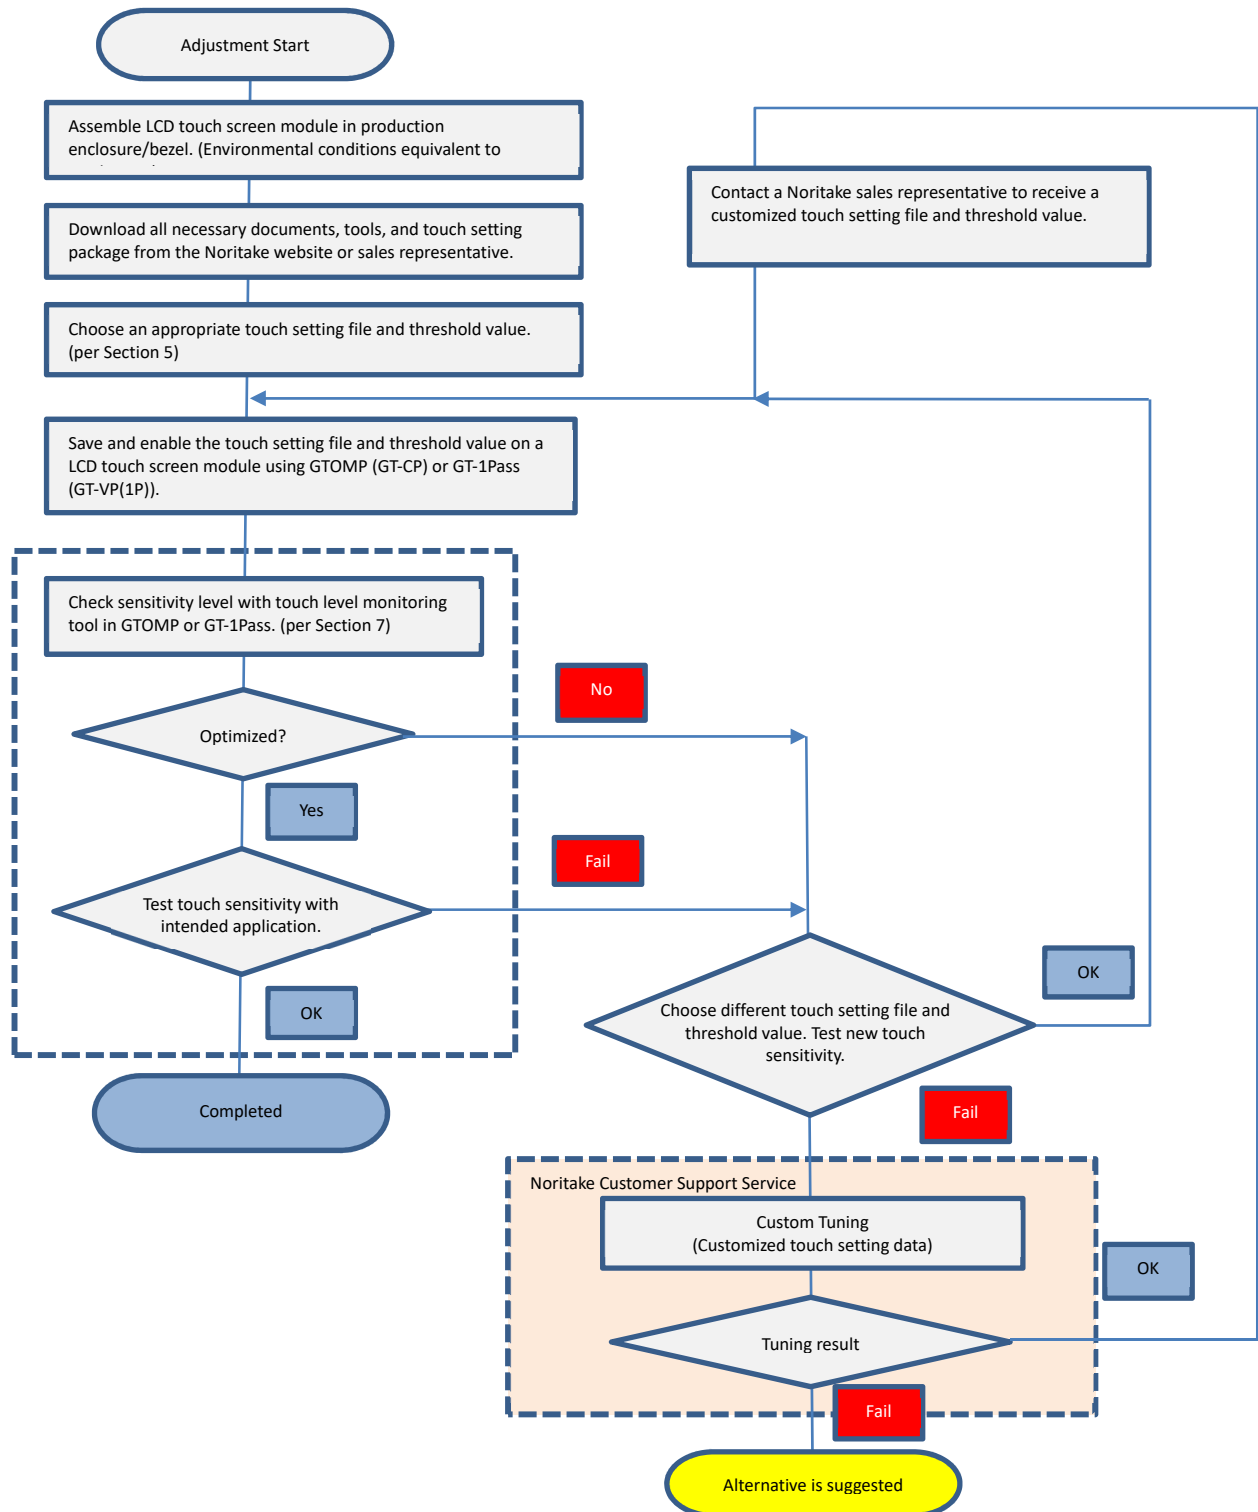 Adjustment Start
Assemble LCD touch screen module in production
enclosure/bezel. (Environmental conditions equivalent to
Download all necessary documents, tools, and touch setting
package from the Noritake website or sales representative.
Choose an appropriate touch setting file and threshold value.
(per Section 5)
Contact a Noritake sales representative to receive a
customized touch setting file and threshold value.
Save and enable the touch setting file and threshold value on a
LCD touch screen module using GTOMP (GT-CP) or GT-1Pass
(GT-VP(1P)).
Check sensitivity level with touch level monitoring
tool in GTOMP or GT-1Pass. (per Section 7)
No
Optimized?
Yes
Fail
Test touch sensitivity with
intended application.
OK
OK
Choose different touch setting file and
threshold value. Test new touch
sensitivity.
Completed
Fail
Noritake Customer Support Service
Custom Tuning
(Customized touch setting data)
OK
Tuning result
Fail
Alternative is suggested